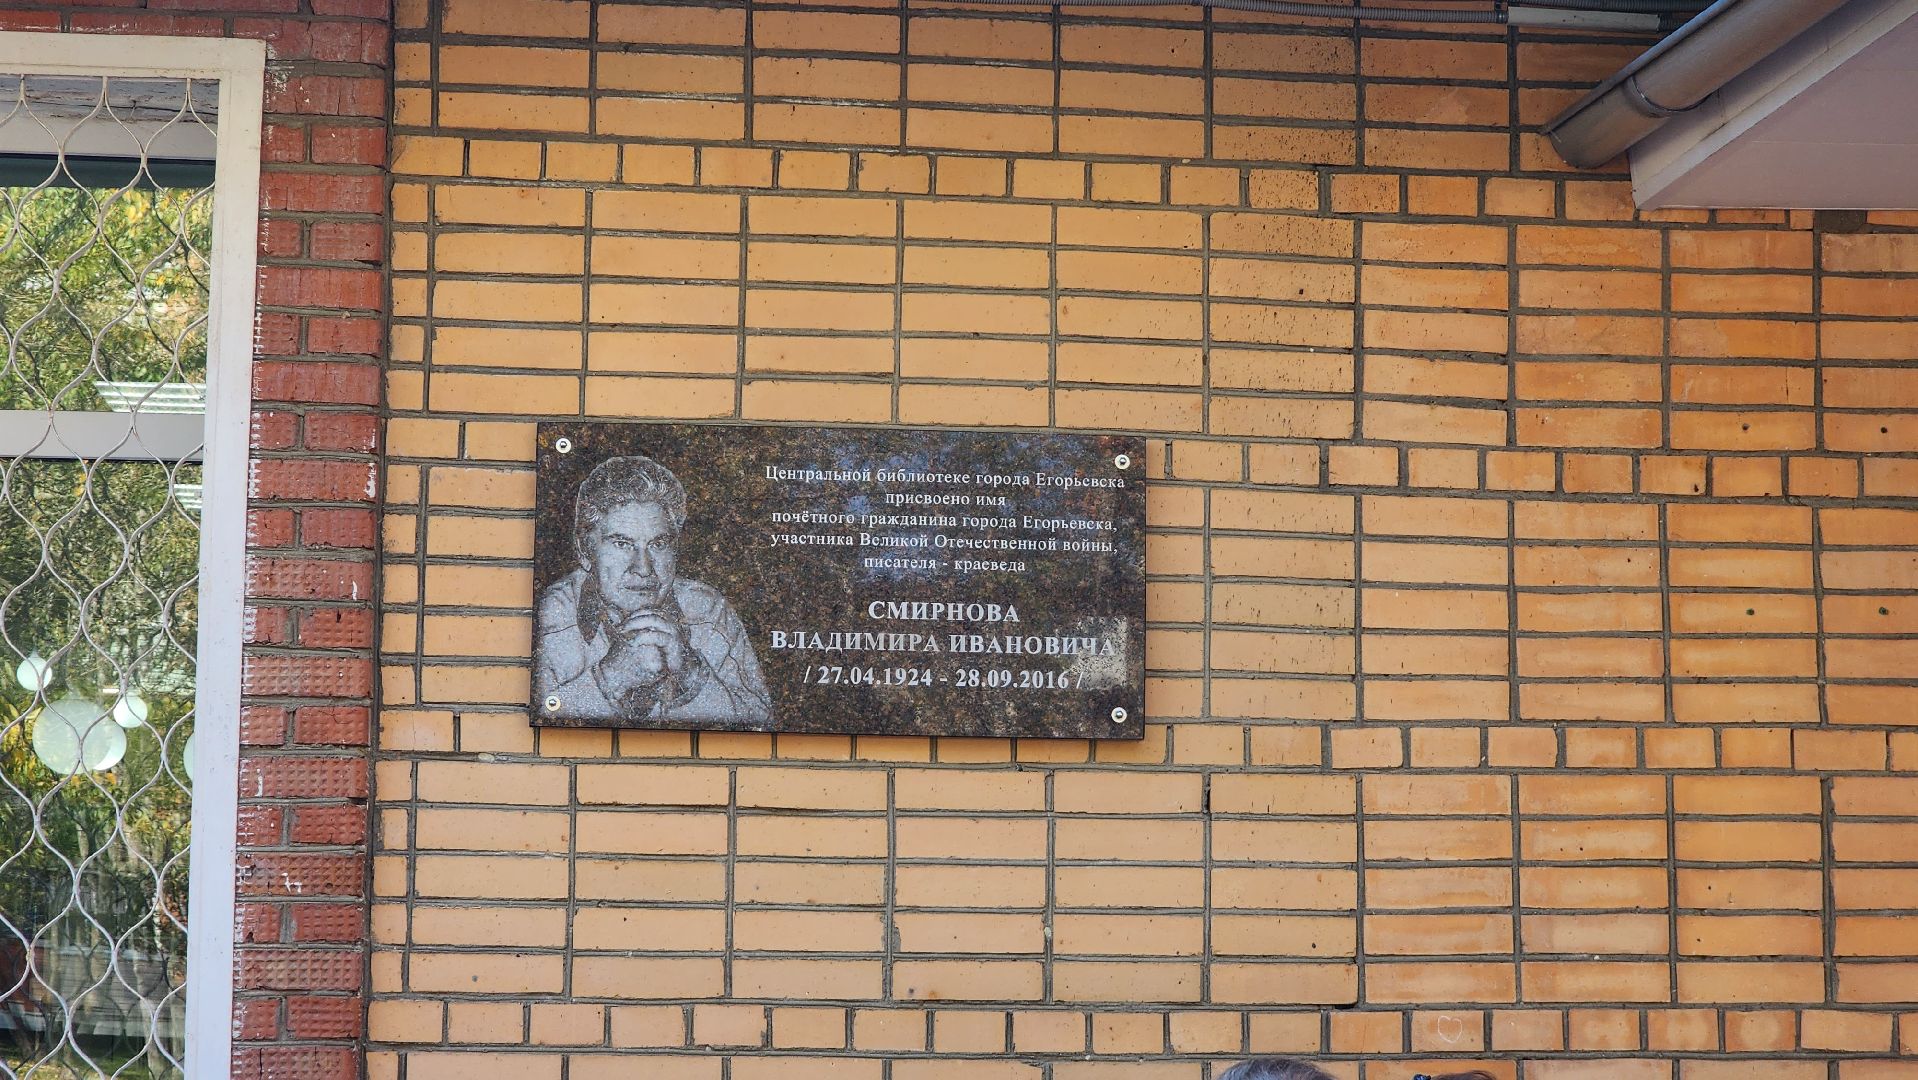 Центральной библиотеке города Егорьевска
присвоено имя
почётного гражданина города Егорьевска,
участника Великой Отечественной войны,
писателя - краеведа
СМИРНОВА
ВЛАДИМИРА ИВАНОВИЧА
/ 27.04.1924 - 28.09.2016 /